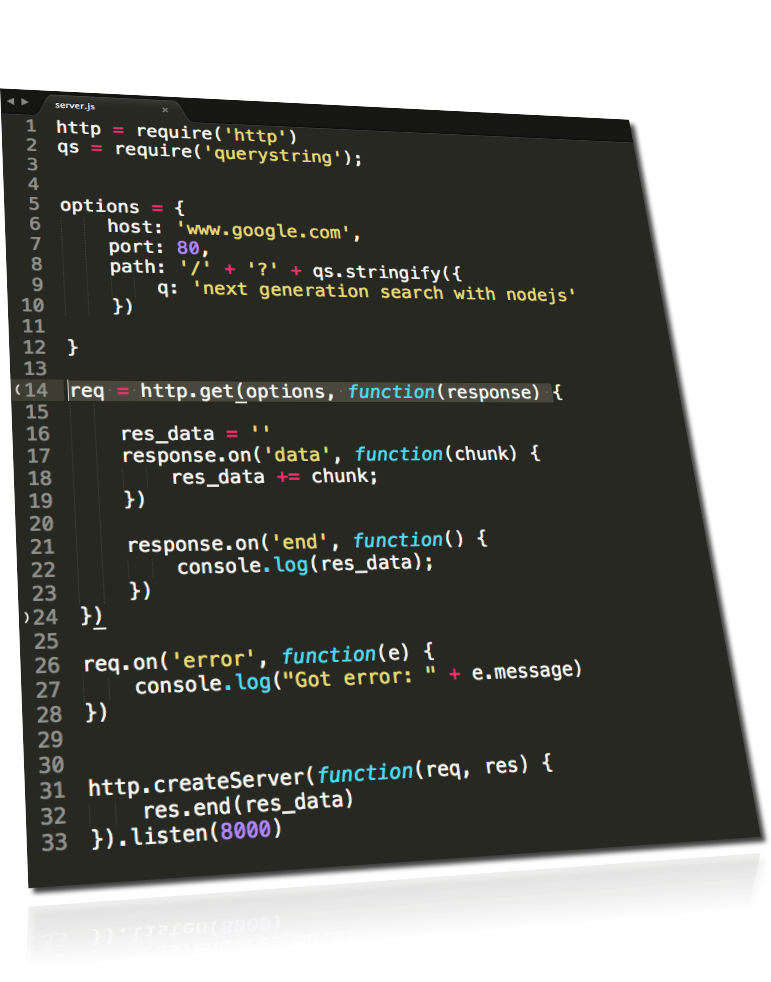 server.js
1 http = require('http')
2 qs = require('querystring');
3
4
5 options = {
6 host: 'www.google.com',
7 port: 80,
8 path: '/' + '?' + qs.stringify({
9 q: 'next generation search with nodejs'
10 })
11
12 }
13
14 req = http.get(options, function(response) {
15
16 res_data = ''
17 response.on('data', function(chunk) {
18 res_data += chunk;
19 })
20
21 response.on('end', function() {
22 console.log(res_data);
23 })
24 })
25
26 req.on('error', function(e) {
27 console.log("Got error: " + e.message)
28 })
29
30
31 http.createServer(function(req, res) {
32 res.end(res_data)
33 }).listen(8000)